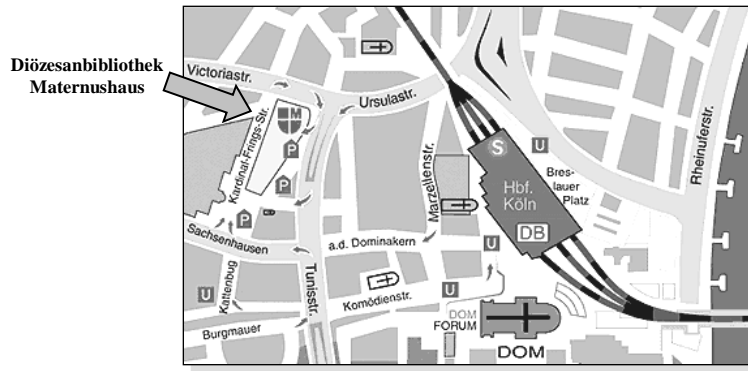 Diözesanbibliothek
Maternushaus
Victoriastr.
Ursulastr.
Kardinal-Frings-Str.
M
P
P
P
Sachsenhausen
Kattenbug
U
Burgmauer
Tunisstr.
Marzellenstr.
a.d. Dominakern
Komödienstr.
U
U
U
S
Hbf.
Köln
DB
Bres-
lauer
Platz
Rheinuferstr.
DOM
FORUM
DOM